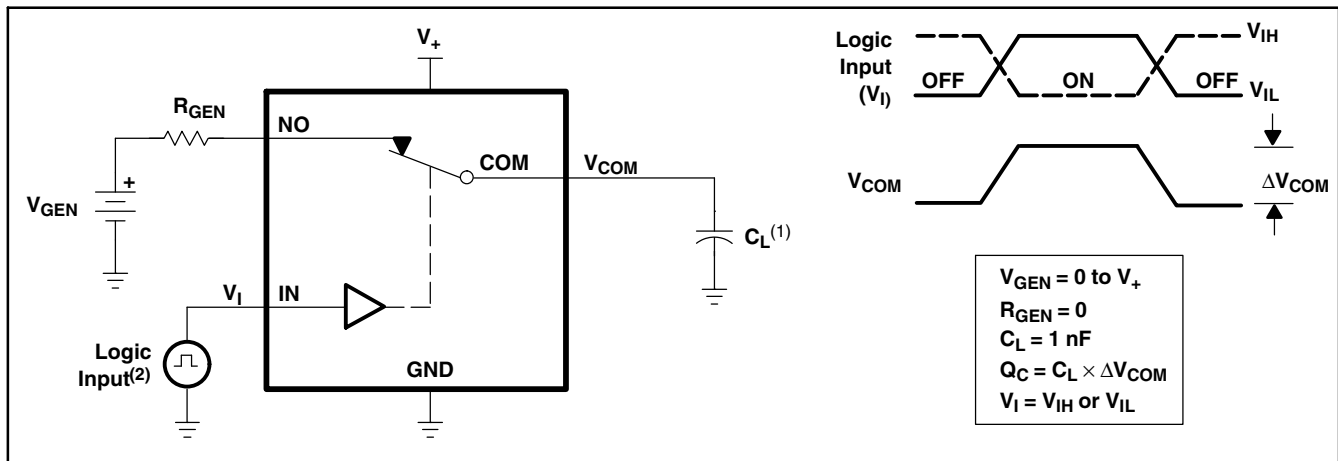 V+
RGEN
NO
COM
VCOM
+
VGEN
CL(1)
VI
IN
Logic
Input(2)
GND
Logic
Input
(VI)
OFF
ON
OFF
VIH
VIL
VCOM
ΔVCOM
VGEN = 0 to V+
RGEN = 0
CL = 1 nF
QC = CL × ΔVCOM
VI = VIH or VIL